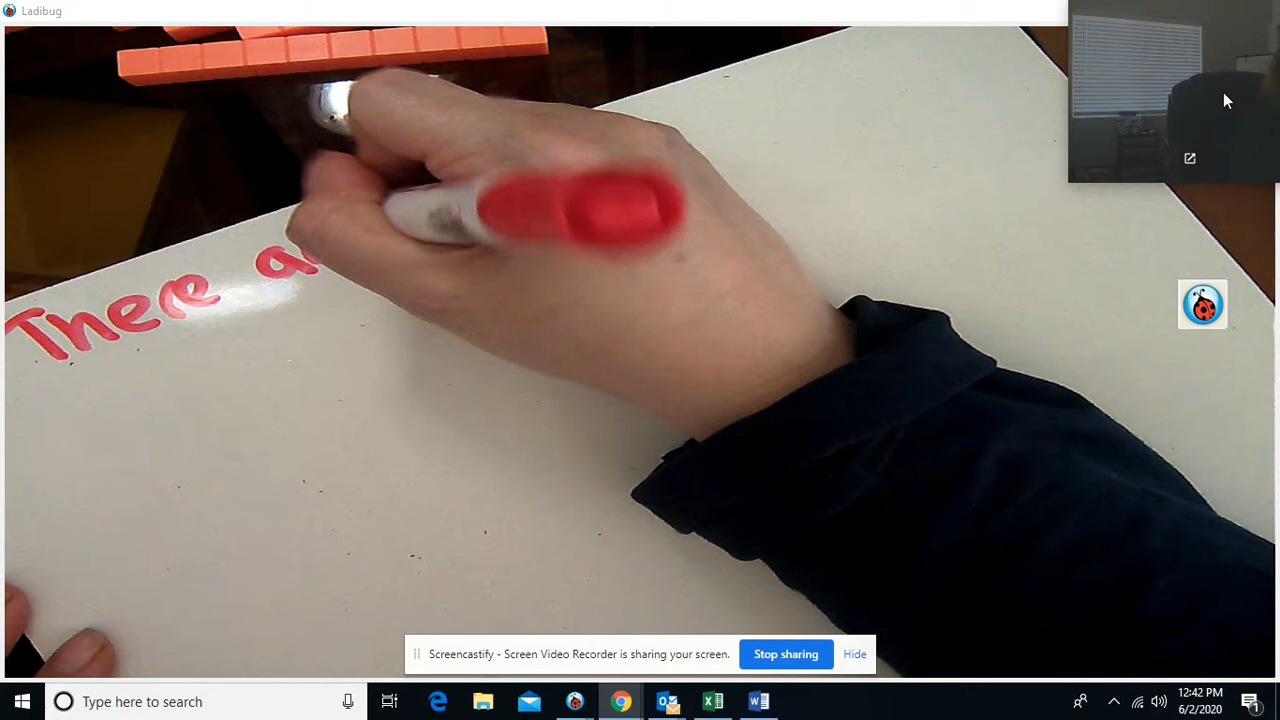 Ladibug
There a
Screencastify - Screen Video Recorder is sharing your screen.
Stop sharing
Hide
Type here to search
12:42 PM
6/2/2020
1